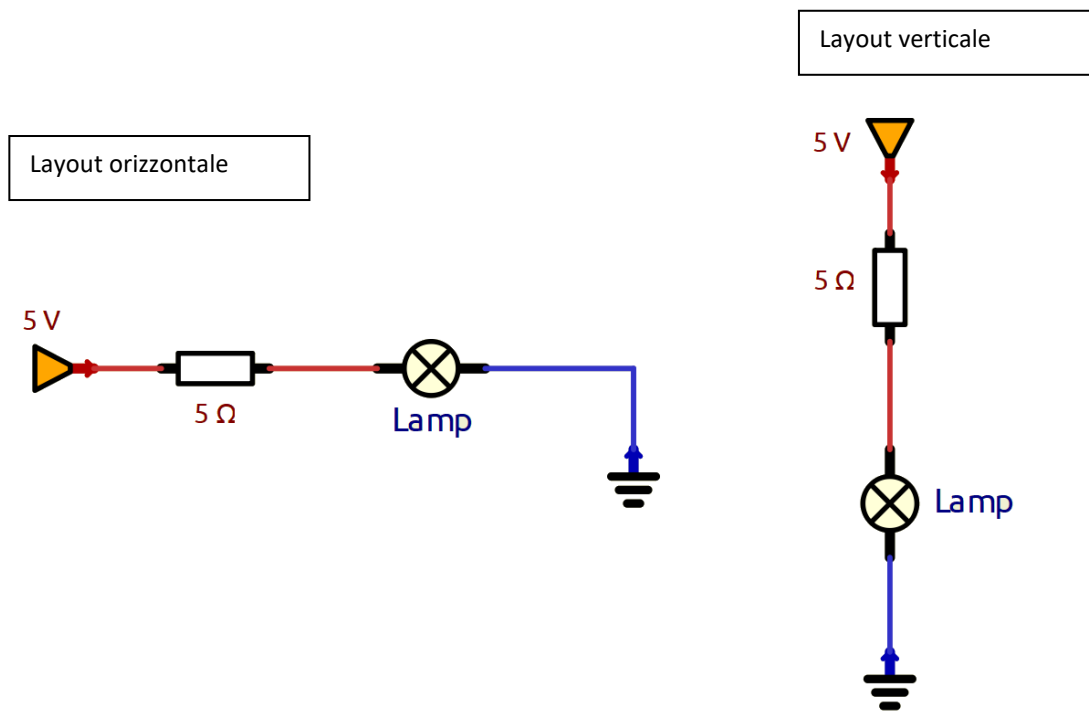 Layout verticale
5 V
Layout orizzontale
5 Ω
5 V
5 Ω
Lamp
Lamp